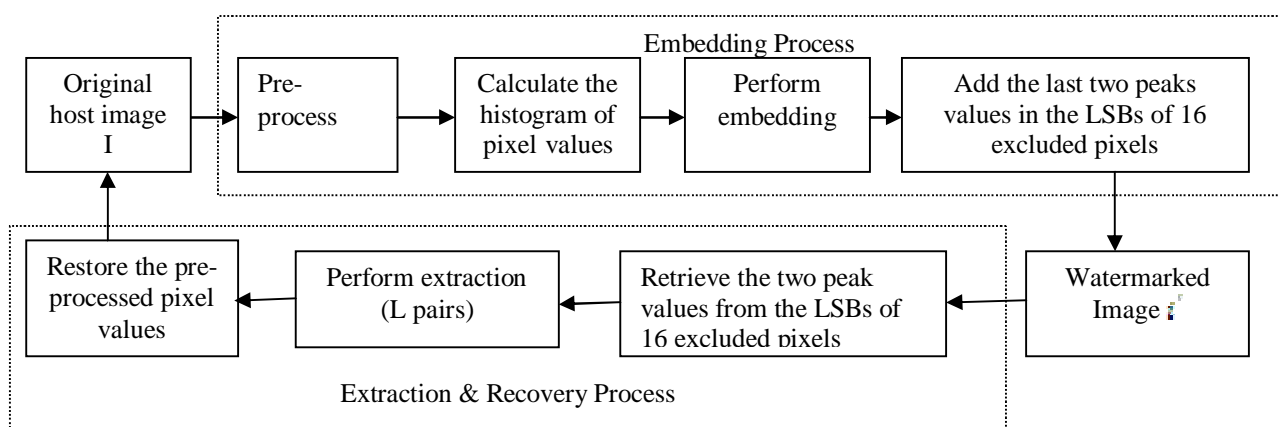 Embedding Process
Original
host image
I
Pre-
process
Calculate the
histogram of
pixel values
Perform
embedding
Add the last two peaks
values in the LSBs of 16
excluded pixels
Restore the pre-
processed pixel
values
Perform extraction
(L pairs)
Retrieve the two peak
values from the LSBs of
16 excluded pixels
Watermarked
Image
Extraction & Recovery Process